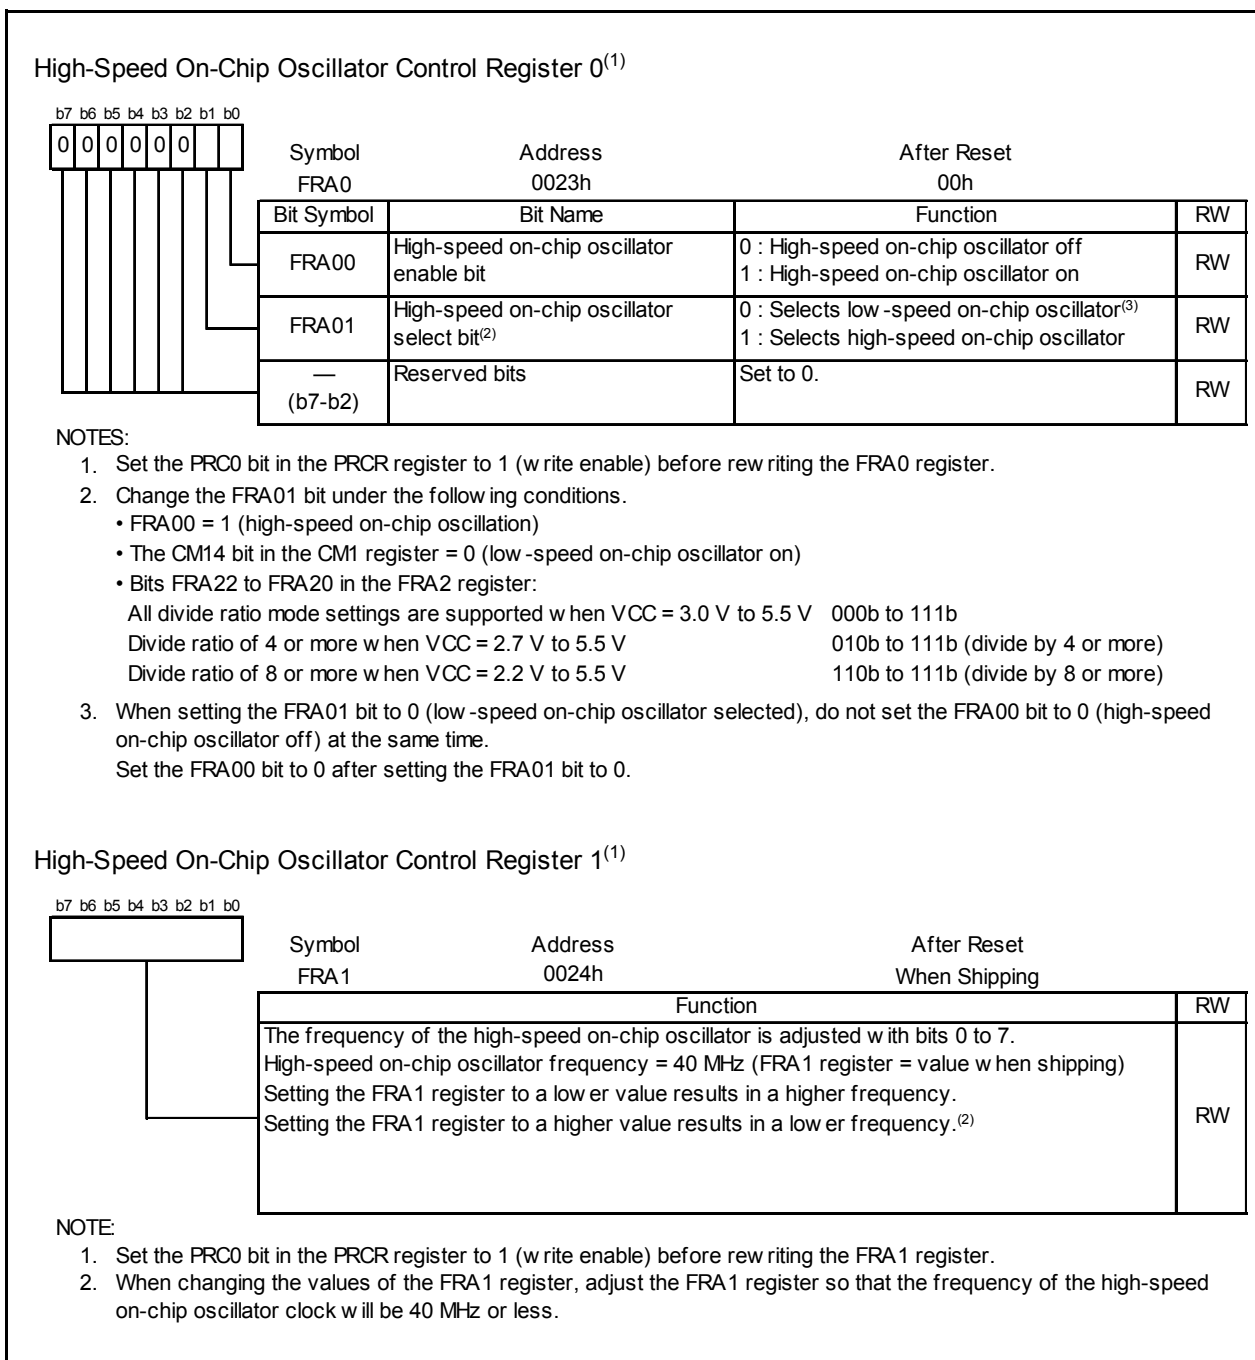 High-Speed On-Chip Oscillator Control Register 0(1)
b7 b6 b5 b4 b3 b2 b1 b0
0 0 0 0 0 0
Symbol Address After Reset
FRA0 0023h 00h
Bit Symbol Bit Name Function RW
FRA00 High-speed on-chip oscillator enable bit 0 : High-speed on-chip oscillator off
1 : High-speed on-chip oscillator on RW
FRA01 High-speed on-chip oscillator select bit(2) 0 : Selects low-speed on-chip oscillator(3)
1 : Selects high-speed on-chip oscillator RW
— (b7-b2) Reserved bits Set to 0. RW
NOTES:
1. Set the PRC0 bit in the PRCR register to 1 (write enable) before rewriting the FRA0 register.
2. Change the FRA01 bit under the following conditions.
• FRA00 = 1 (high-speed on-chip oscillation)
• The CM14 bit in the CM1 register = 0 (low-speed on-chip oscillator on)
• Bits FRA22 to FRA20 in the FRA2 register:
All divide ratio mode settings are supported when VCC = 3.0 V to 5.5 V 000b to 111b
Divide ratio of 4 or more when VCC = 2.7 V to 5.5 V 010b to 111b (divide by 4 or more)
Divide ratio of 8 or more when VCC = 2.2 V to 5.5 V 110b to 111b (divide by 8 or more)
3. When setting the FRA01 bit to 0 (low-speed on-chip oscillator selected), do not set the FRA00 bit to 0 (high-speed
on-chip oscillator off) at the same time.
Set the FRA00 bit to 0 after setting the FRA01 bit to 0.
High-Speed On-Chip Oscillator Control Register 1(1)
b7 b6 b5 b4 b3 b2 b1 b0
Symbol Address After Reset
FRA1 0024h When Shipping
Function RW
The frequency of the high-speed on-chip oscillator is adjusted with bits 0 to 7.
High-speed on-chip oscillator frequency = 40 MHz (FRA1 register = value when shipping)
Setting the FRA1 register to a lower value results in a higher frequency.
Setting the FRA1 register to a higher value results in a lower frequency.(2)
RW
NOTE:
1. Set the PRC0 bit in the PRCR register to 1 (write enable) before rewriting the FRA1 register.
2. When changing the values of the FRA1 register, adjust the FRA1 register so that the frequency of the high-speed
on-chip oscillator clock will be 40 MHz or less.